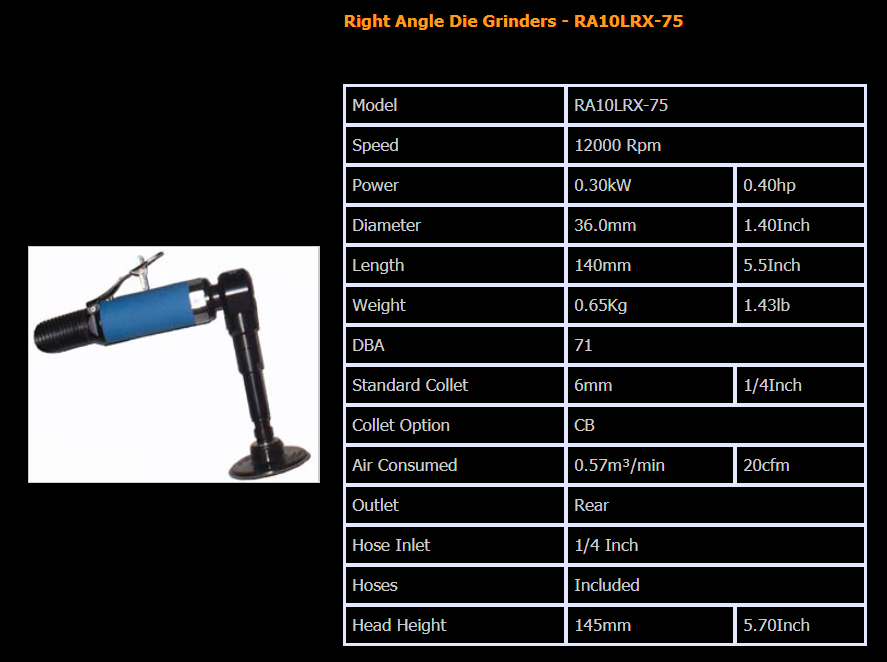 Right Angle Die Grinders - RA10LRX-75
Model RA10LRX-75
Speed 12000 Rpm
Power 0.30kW 0.40hp
Diameter 36.0mm 1.40Inch
Length 140mm 5.5Inch
Weight 0.65Kg 1.43lb
DBA 71
Standard Collet 6mm 1/4Inch
Collet Option CB
Air Consumed 0.57m³/min 20cfm
Outlet Rear
Hose Inlet 1/4 Inch
Hoses Included
Head Height 145mm 5.70Inch